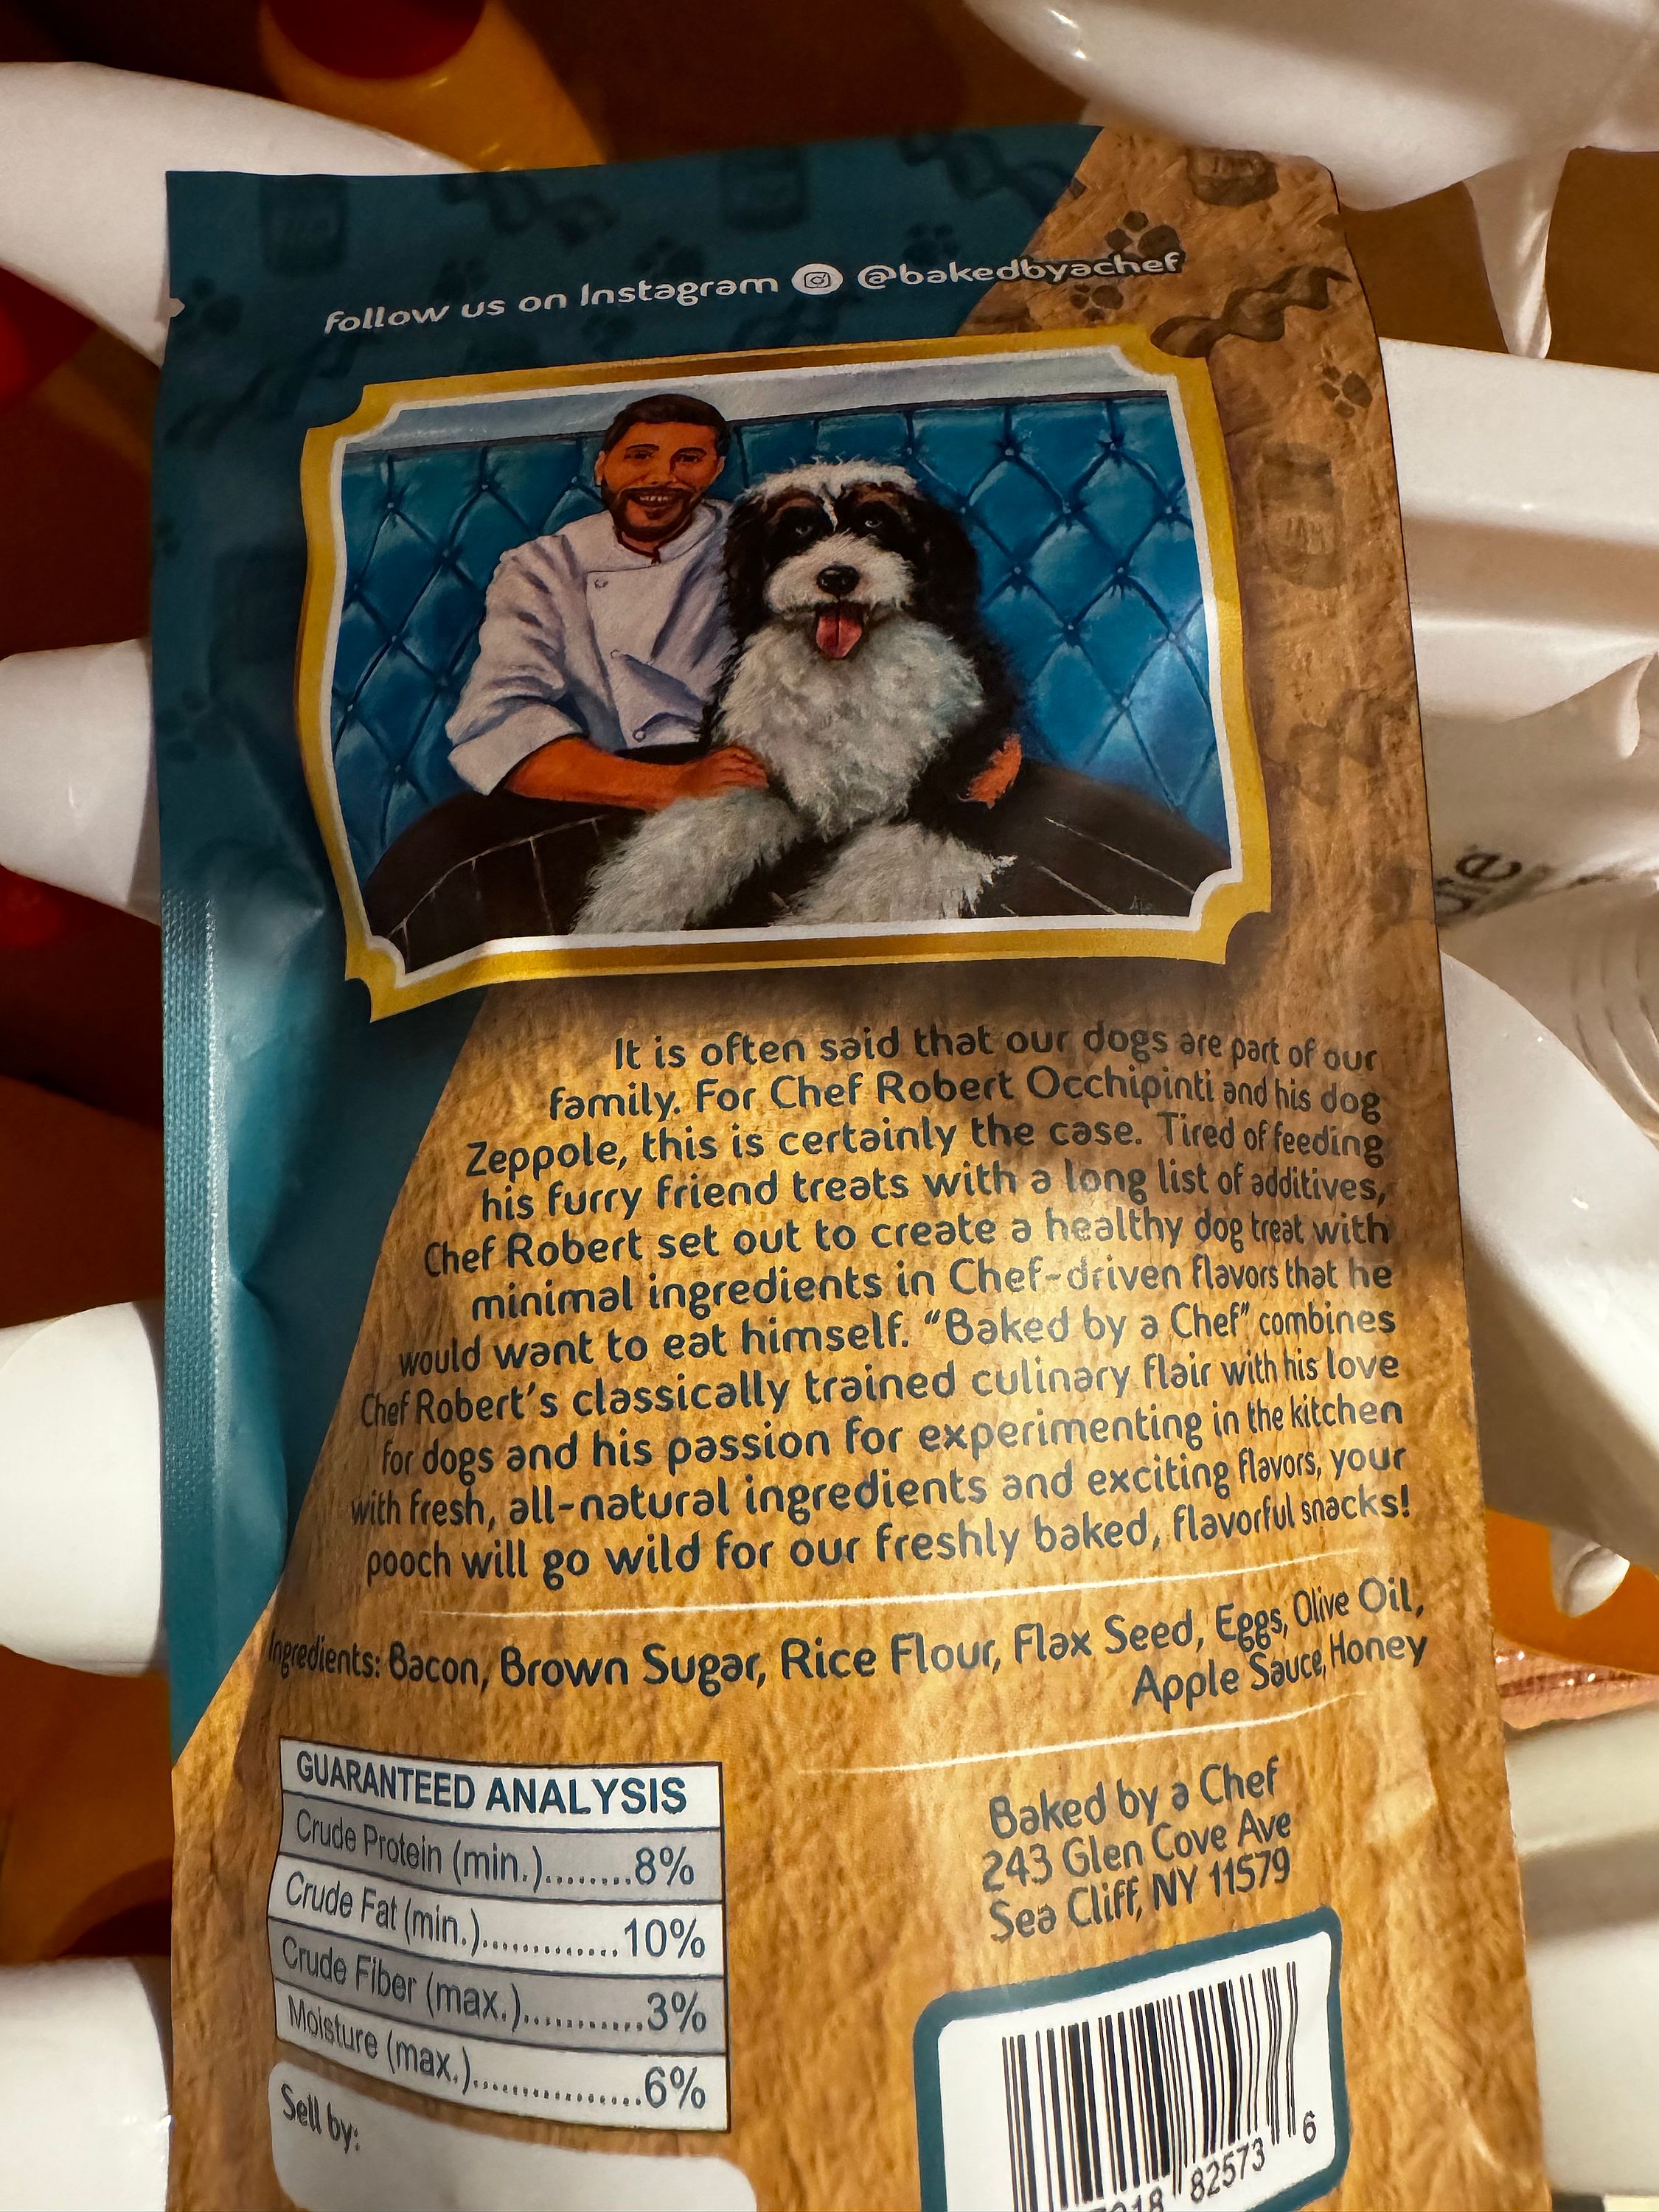 follow us on Instagram @bakedbyachef
It is often said that our dogs are part of our
family. For Chef Robert Occhipinti and his dog
Zeppole, this is certainly the case. Tired of feeding
his furry friend treats with a long list of additives,
Chef Robert set out to create a healthy dog treat with
minimal ingredients in Chef-driven flavors that he
would want to eat himself. “Baked by a Chef” combines
Chef Robert’s classically trained culinary flair with his love
for dogs and his passion for experimenting in the kitchen
with fresh, all-natural ingredients and exciting flavors, your
pooch will go wild for our freshly baked, flavorful snacks!
Ingredients: Bacon, Brown Sugar, Rice Flour, Flax Seed, Eggs, Olive Oil,
Apple Sauce, Honey
GUARANTEED ANALYSIS
Crude Protein (min.)........8%
Crude Fat (min.).............10%
Crude Fiber (max.)...........3%
Moisture (max.)................6%
Sell by:
Baked by a Chef
243 Glen Cove Ave
Sea Cliff, NY 11579
82573 6